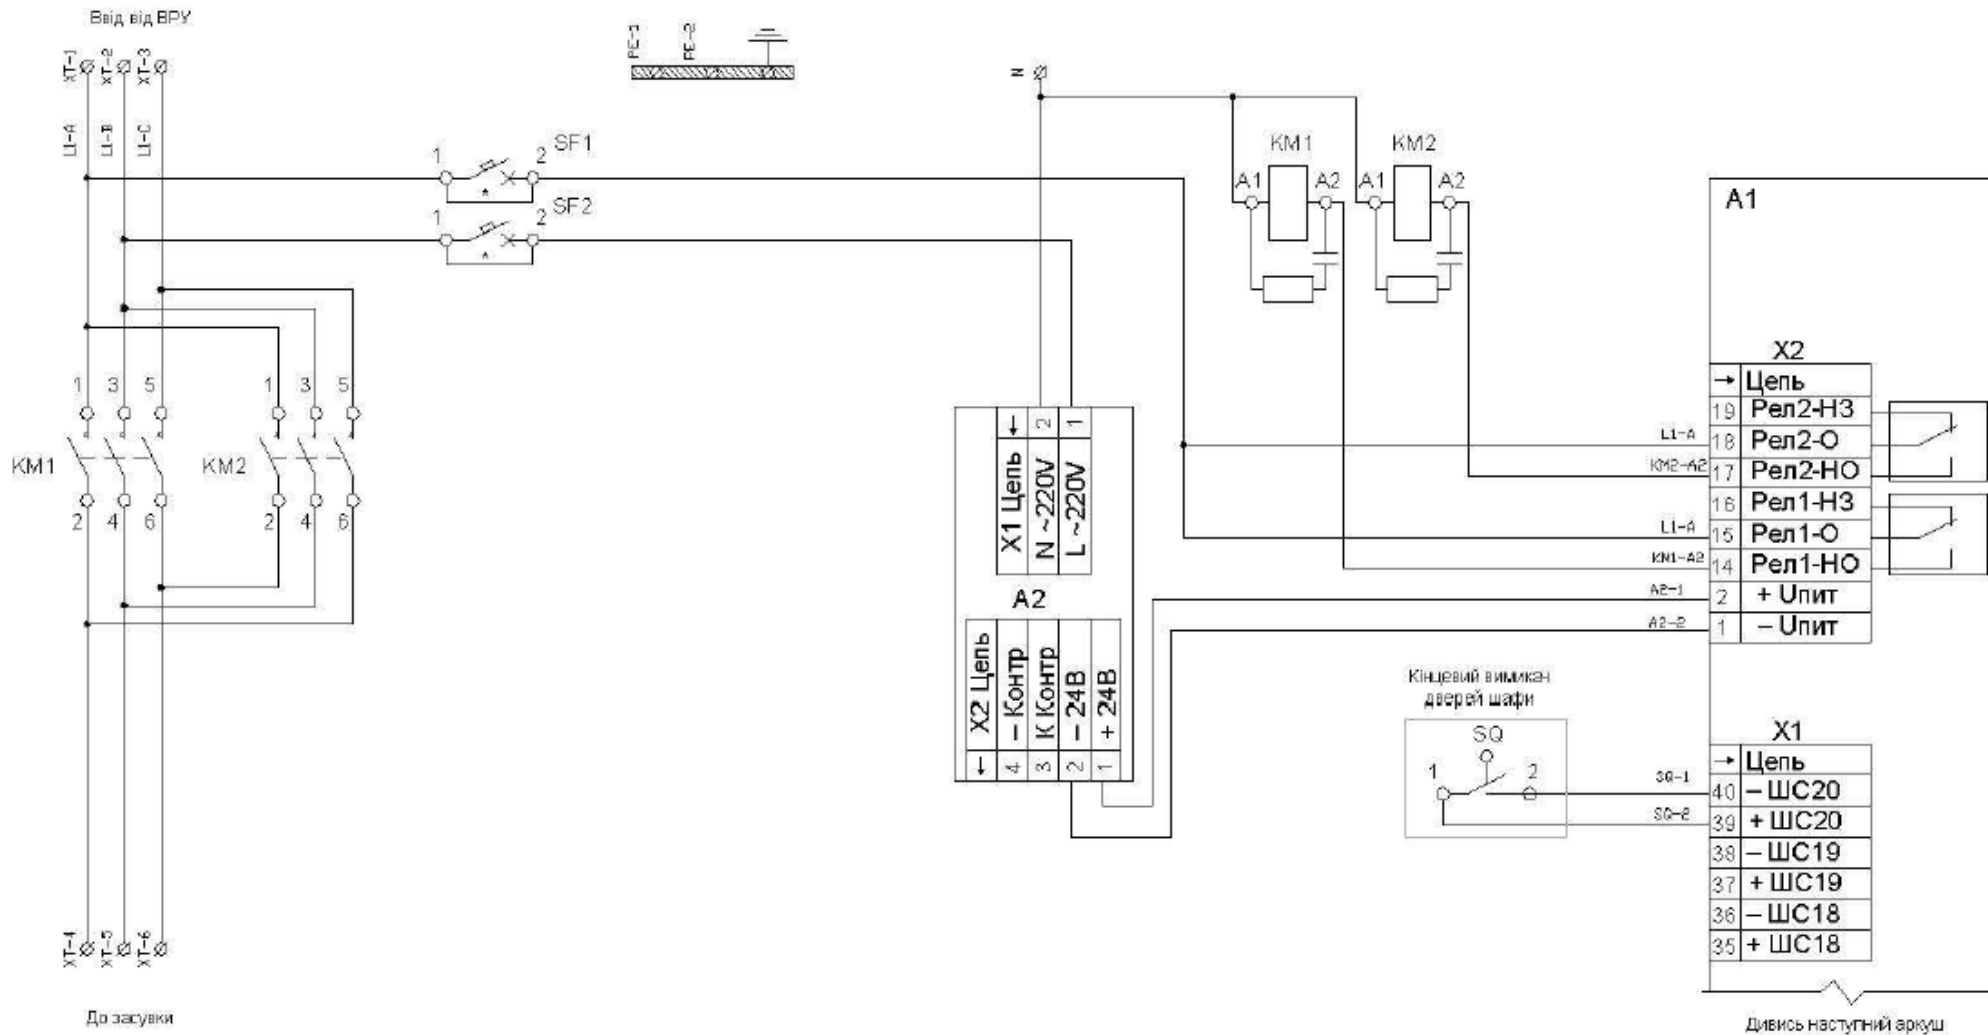 Ввід від ВРУ
XT-1
XT-2
XT-3
L1-A
L1-B
L1-C
PE-1
PE-2
N
1
2
SF1
*
1
2
SF2
*
KM1
KM2
A1
A2
A1
A2
A1
1
3
5
1
3
5
KM1
KM2
2
4
6
2
4
6
X2
→ Цепь
19 Рел2-НЗ
L1-A 18 Рел2-О
KM2-A2 17 Рел2-НО
16 Рел1-НЗ
L1-A 15 Рел1-О
KM1-A2 14 Рел1-НО
A2-1 2 + Uпит
A2-2 1 – Uпит
X1 Цепь
N ~220V 2
L ~220V 1
A2
X2 Цепь
4 – Контр
3 К Контр
2 – 24В
1 + 24В
Кінцевий вимикач
дверей шафи
SQ
1
2
X1
→ Цепь
SQ-1 40 – ШС20
SQ-2 39 + ШС20
38 – ШС19
37 + ШС19
36 – ШС18
35 + ШС18
XT-4
XT-5
XT-6
До засувки
Дивись наступний аркуш